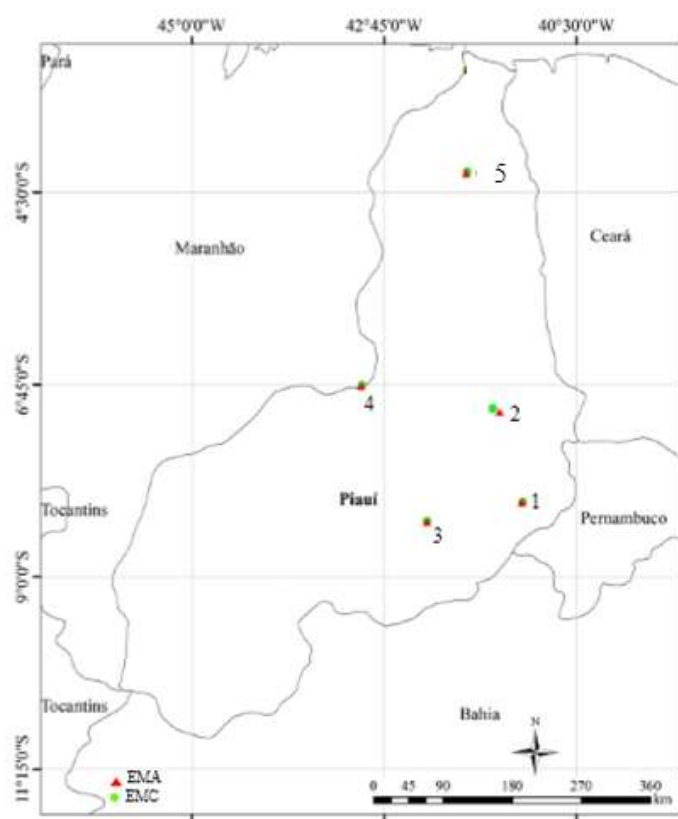 45°0'0"W 42°45'0"W 40°30'0"W
Pará
5
4°30'0"S
Maranhão
Ceará
6°45'0"S
4
2
Piauí
1
Tocantins
Pernambuco
3
9°0'0"S
Tocantins
Bahia
N
11°15'0"S
EMA
EMC
0 45 90 180 270 360
km